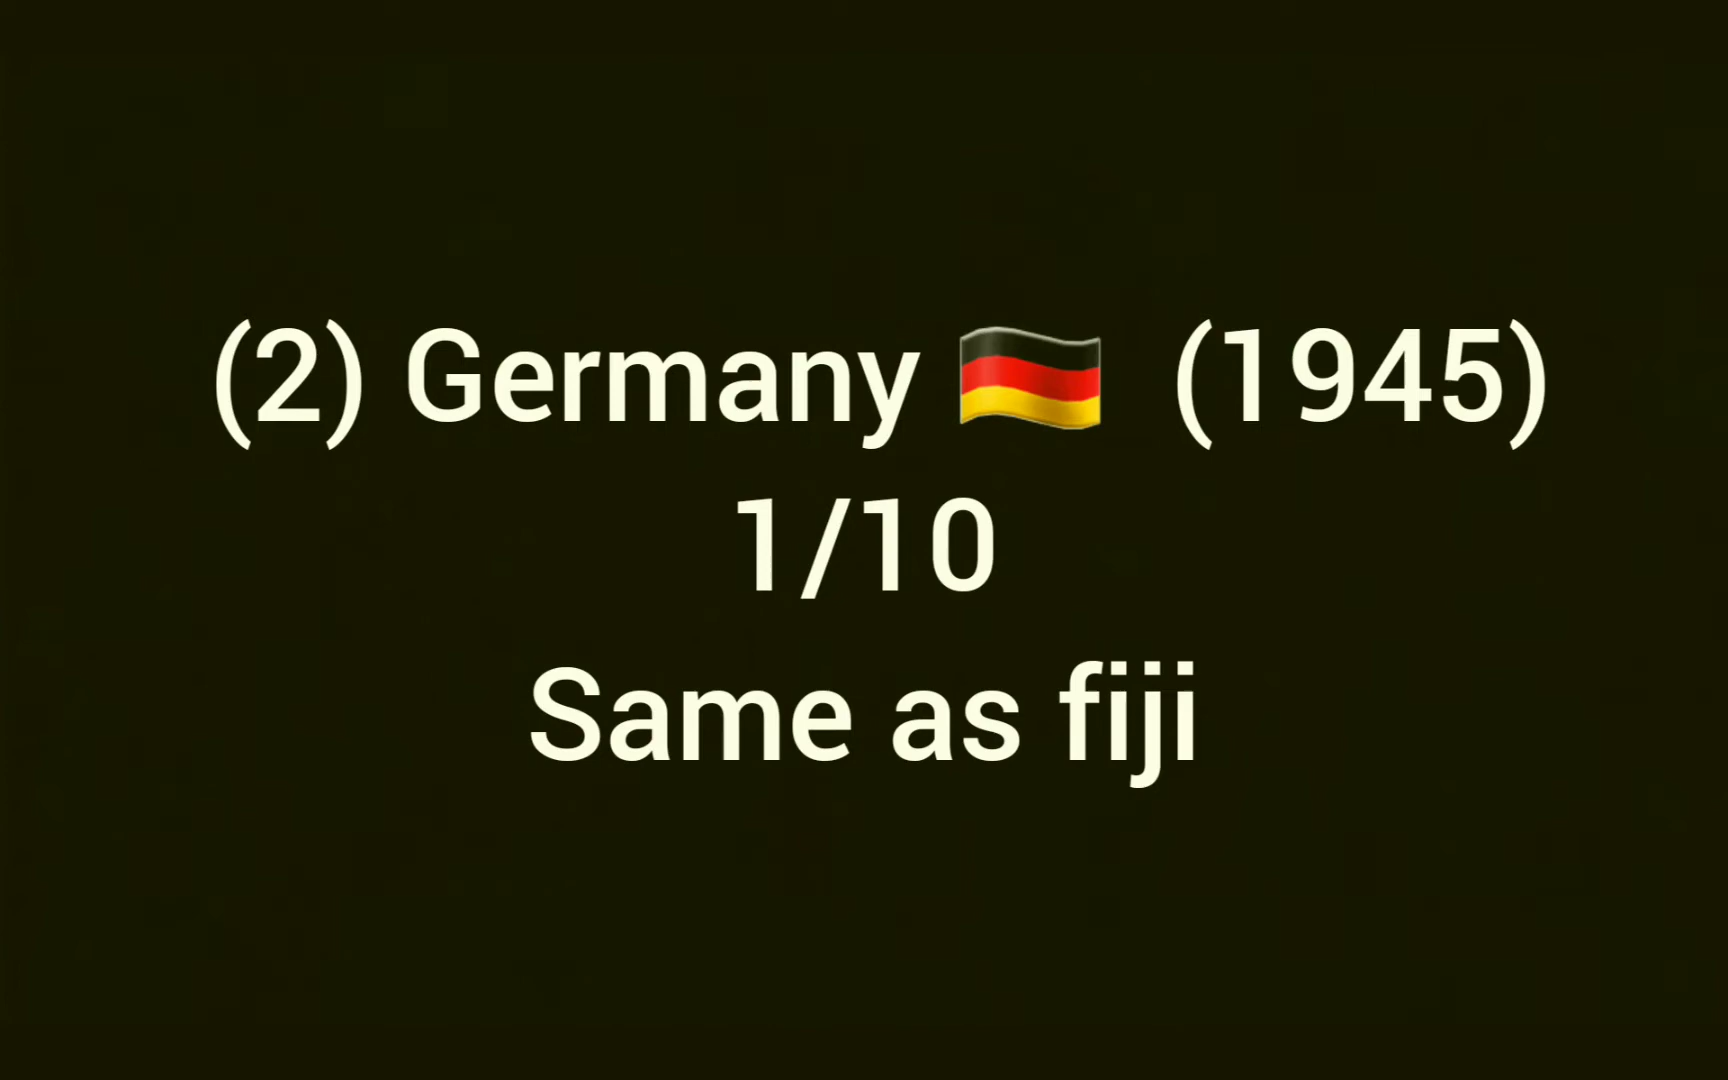 (2) Germany 🇩🇪 (1945)
1/10
Same as fiji